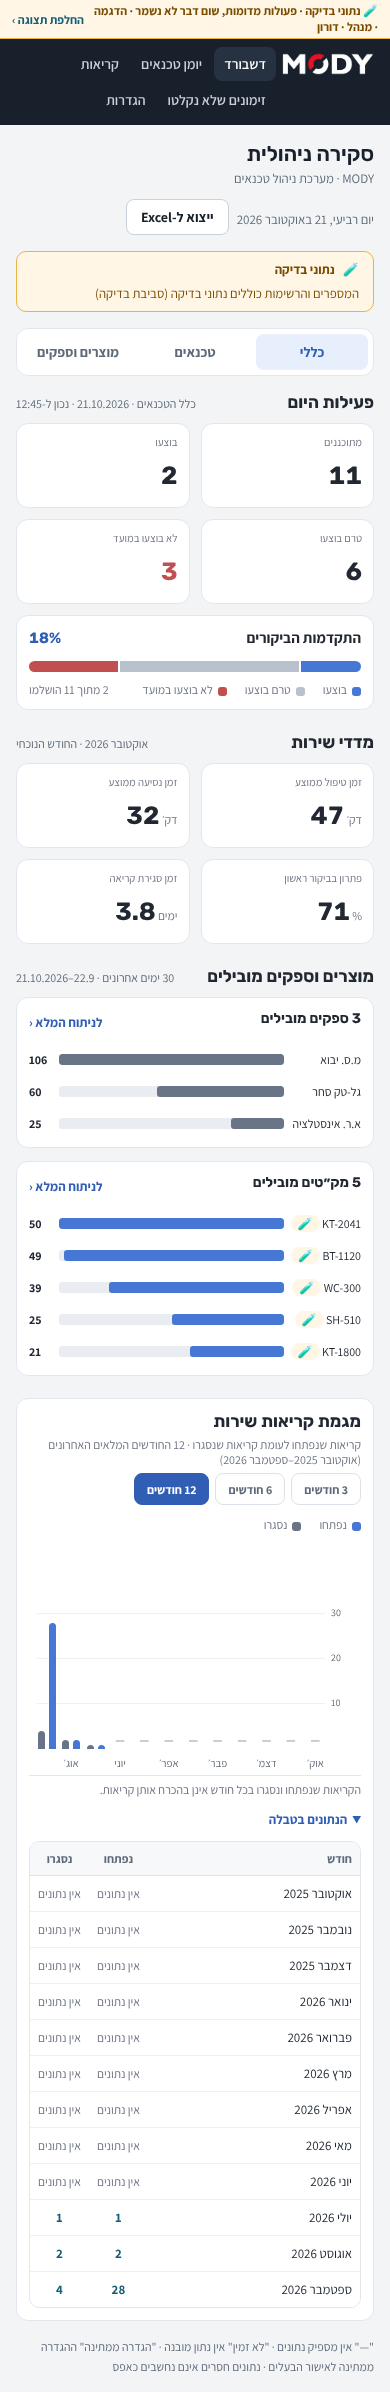 🧪 נתוני בדיקה · פעולות מדומות, שום דבר לא נשמר · הדגמה · מנהל · דורון
החלפת תצוגה ›
MODY
דשבורד
יומן טכנאים
קריאות
זימונים שלא נקלטו
הגדרות
סקירה ניהולית
MODY · מערכת ניהול טכנאים
יום רביעי, 21 באוקטובר 2026
ייצוא ל-Excel
🧪 נתוני בדיקה
המספרים והרשימות כוללים נתוני בדיקה (סביבת בדיקה)
כללי
טכנאים
מוצרים וספקים
פעילות היום
כלל הטכנאים · 21.10.2026 · נכון ל-12:45
מתוכננים
11
בוצעו
2
טרם בוצעו
6
לא בוצעו במועד
3
התקדמות הביקורים
18%
בוצעו
טרם בוצעו
לא בוצעו במועד
2 מתוך 11 הושלמו
מדדי שירות
אוקטובר 2026 · החודש הנוכחי
זמן טיפול ממוצע
47 דק׳
זמן נסיעה ממוצע
32 דק׳
פתרון בביקור ראשון
71 %
זמן סגירת קריאה
3.8 ימים
מוצרים וספקים מובילים
30 ימים אחרונים · 22.9–21.10.2026
3 ספקים מובילים
לניתוח המלא ›
מ.ס. יבוא 106
גל-טק סחר 60
א.ר. אינסטלציה 25
5 מק״טים מובילים
לניתוח המלא ›
KT-2041 🧪 50
BT-1120 🧪 49
WC-300 🧪 39
SH-510 🧪 25
KT-1800 🧪 21
מגמת קריאות שירות
קריאות שנפתחו לעומת קריאות שנסגרו · 12 החודשים המלאים האחרונים
(אוקטובר 2025–ספטמבר 2026)
3 חודשים
6 חודשים
12 חודשים
נפתחו
נסגרו
30
20
10
אוק׳ דצמ׳ פבר׳ אפר׳ יוני אוג׳
הקריאות שנפתחו ונסגרו בכל חודש אינן בהכרח אותן קריאות.
▼ הנתונים בטבלה
חודש נפתחו נסגרו
אוקטובר 2025 אין נתונים אין נתונים
נובמבר 2025 אין נתונים אין נתונים
דצמבר 2025 אין נתונים אין נתונים
ינואר 2026 אין נתונים אין נתונים
פברואר 2026 אין נתונים אין נתונים
מרץ 2026 אין נתונים אין נתונים
אפריל 2026 אין נתונים אין נתונים
מאי 2026 אין נתונים אין נתונים
יוני 2026 אין נתונים אין נתונים
יולי 2026 1 1
אוגוסט 2026 2 2
ספטמבר 2026 28 4
"—" אין מספיק נתונים · "לא זמין" אין נתון מובנה · "הגדרה ממתינה" ההגדרה
ממתינה לאישור הבעלים · נתונים חסרים אינם נחשבים כאפס